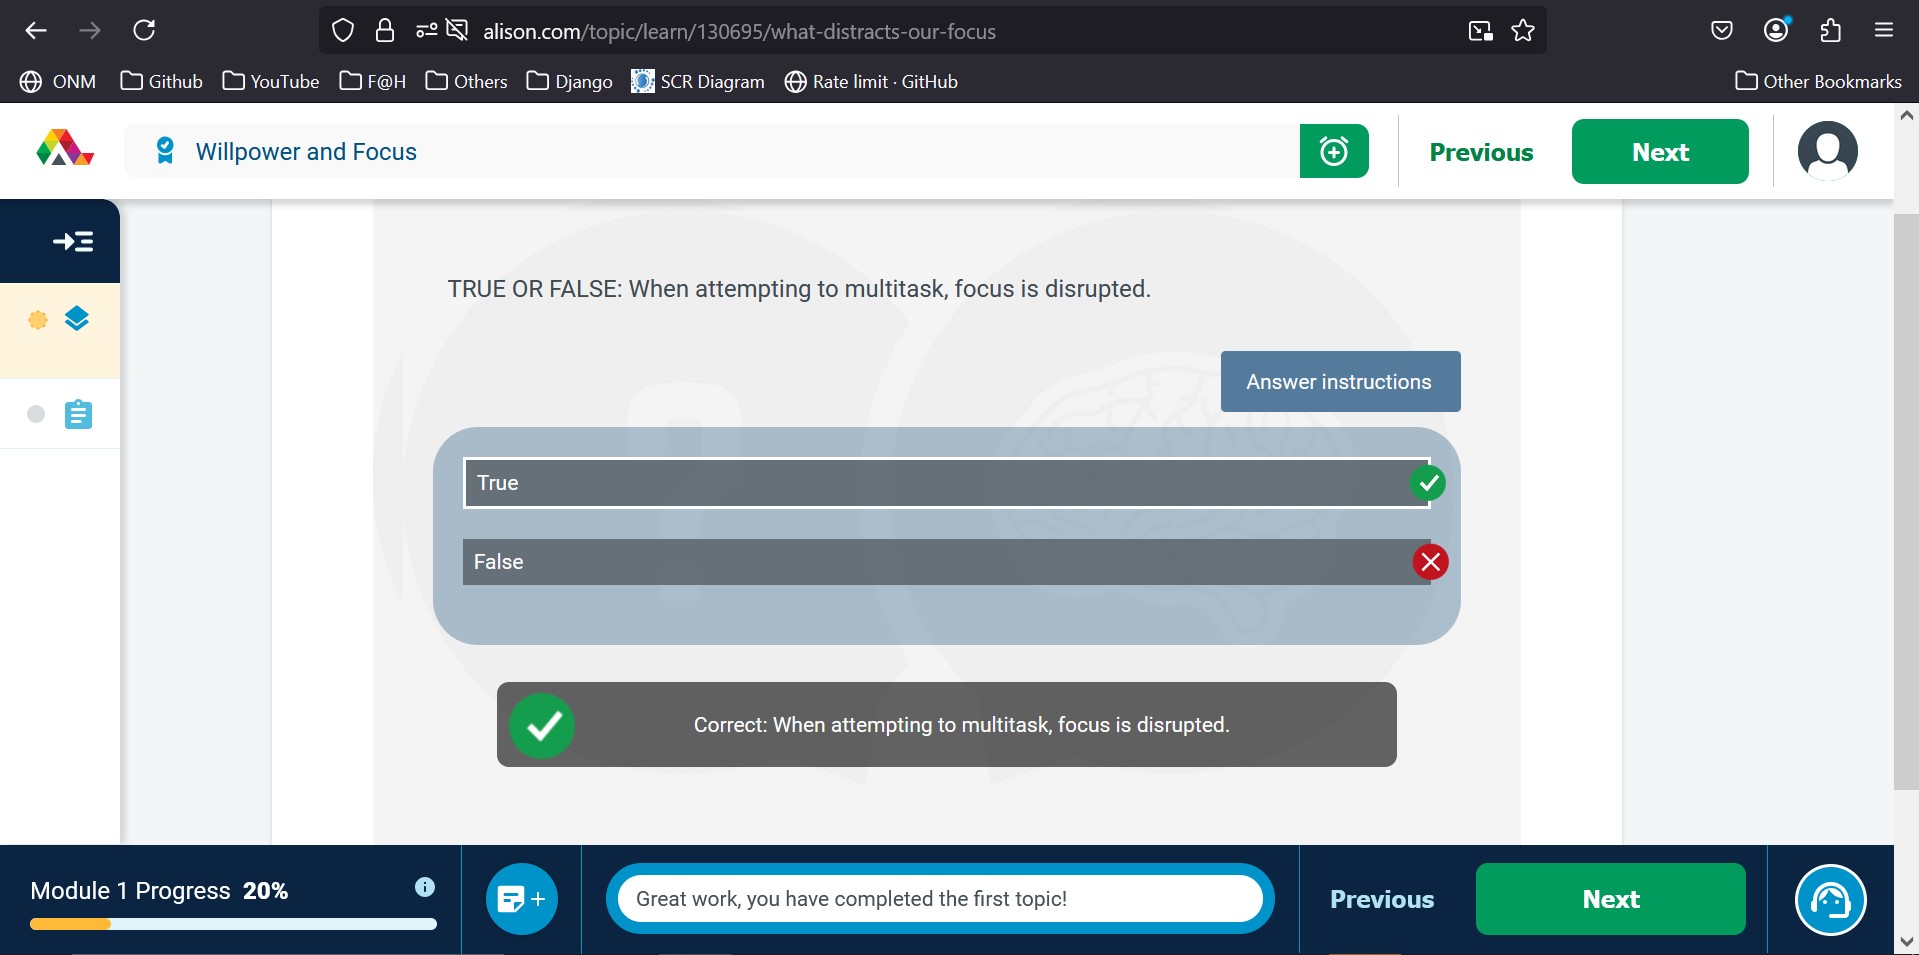 alison.com/topic/learn/130695/what-distracts-our-focus
ONM Github YouTube F@H Others Django SCR Diagram Rate limit · GitHub Other Bookmarks
Willpower and Focus Previous Next
TRUE OR FALSE: When attempting to multitask, focus is disrupted.
Answer instructions
True
False
Correct: When attempting to multitask, focus is disrupted.
Module 1 Progress 20% Great work, you have completed the first topic! Previous Next